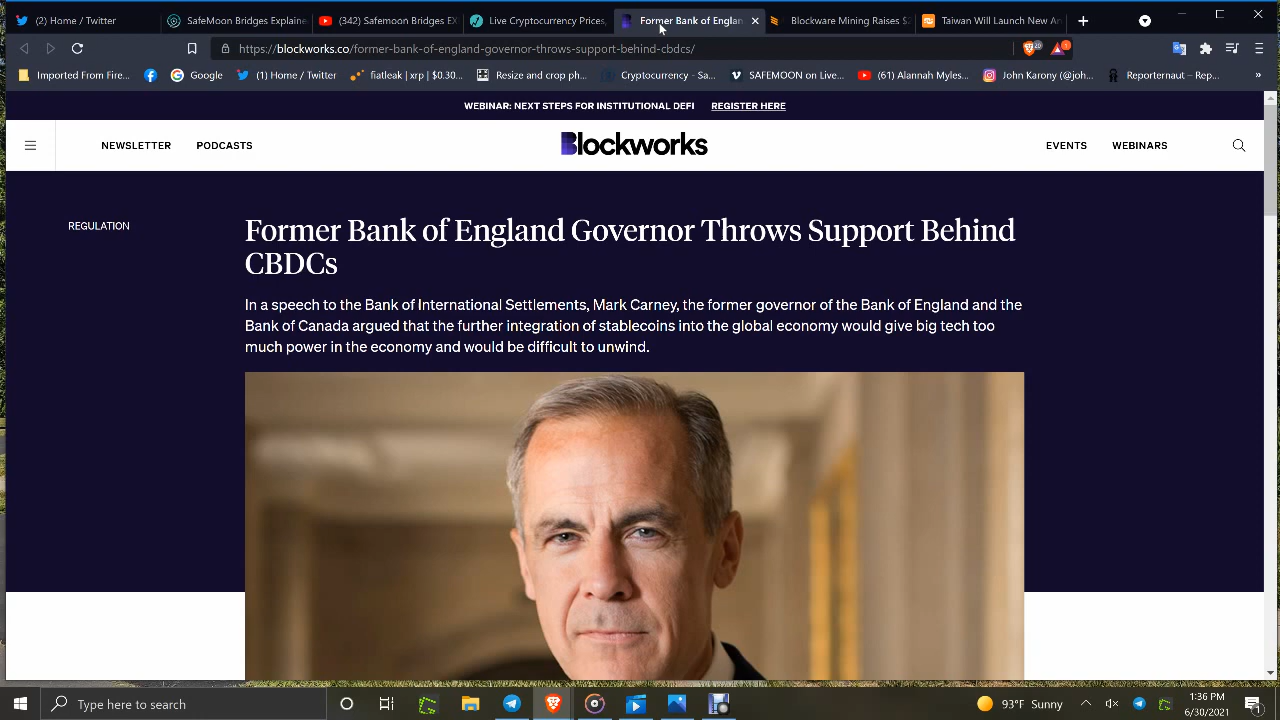 (2) Home / Twitter
SafeMoon Bridges Explaine
(342) Safemoon Bridges EX
Live Cryptocurrency Prices,
Former Bank of Englan
Blockware Mining Raises $2
Taiwan Will Launch New An
https://blockworks.co/former-bank-of-england-governor-throws-support-behind-cbdcs/
20
1
Imported From Fire...
Google
(1) Home / Twitter
fiatleak | xrp | $0.30...
Resize and crop ph...
Cryptocurrency - Sa...
SAFEMOON on Live...
(61) Alannah Myles...
John Karony (@joh...
Reporternaut – Rep...
»
WEBINAR: NEXT STEPS FOR INSTITUTIONAL DEFI REGISTER HERE
NEWSLETTER
PODCASTS
Blockworks
EVENTS
WEBINARS
REGULATION
Former Bank of England Governor Throws Support Behind
CBDCs
In a speech to the Bank of International Settlements, Mark Carney, the former governor of the Bank of England and the
Bank of Canada argued that the further integration of stablecoins into the global economy would give big tech too
much power in the economy and would be difficult to unwind.
Type here to search
93°F Sunny
1:36 PM
6/30/2021
1